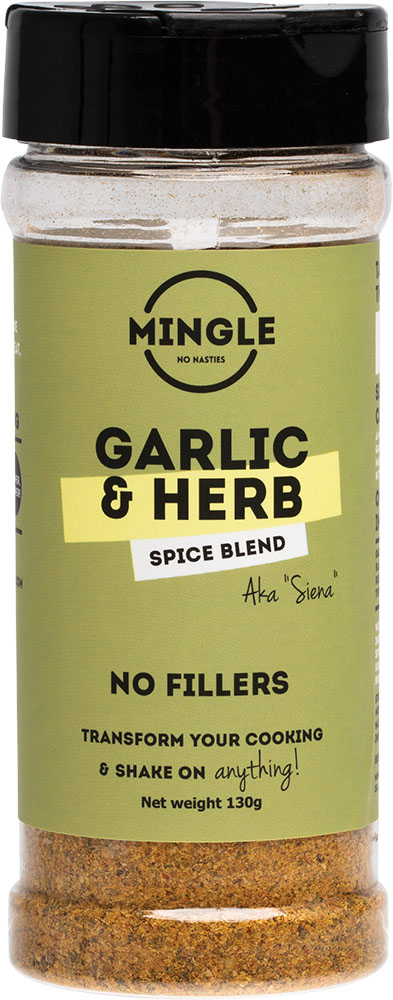 MINGLE
NO NASTIES
GARLIC
& HERB
SPICE BLEND
Aka "Siena"
NO FILLERS
TRANSFORM YOUR COOKING
& SHAKE ON anything!
Net weight 130g